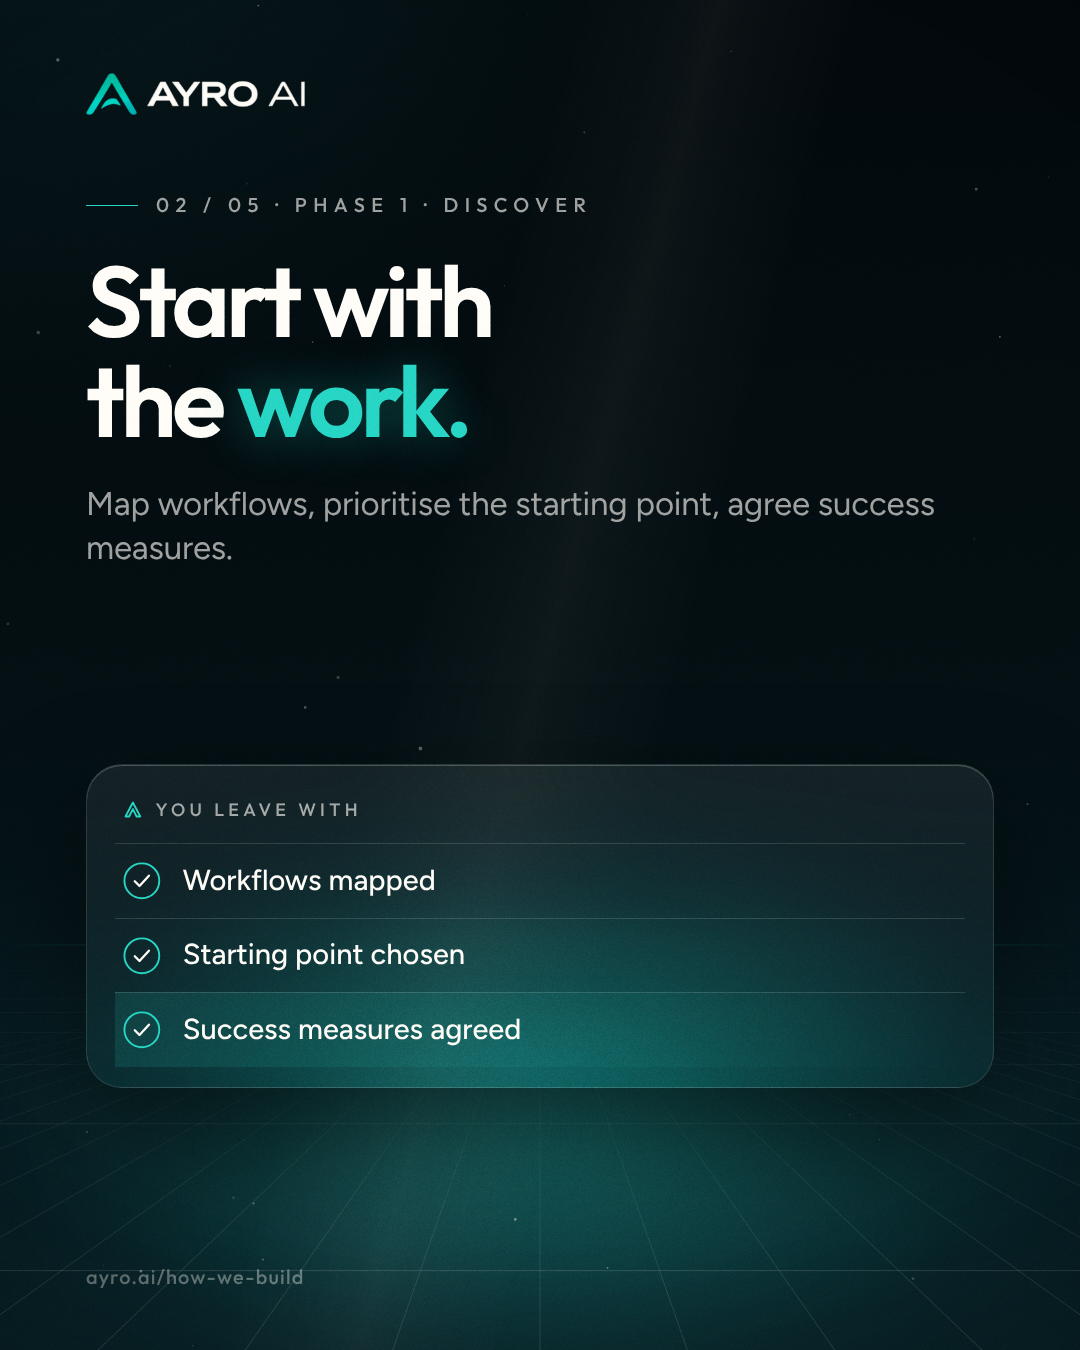 AYRO AI
02 / 05 · PHASE 1 · DISCOVER
Start with
the work.
Map workflows, prioritise the starting point, agree success
measures.
YOU LEAVE WITH
Workflows mapped
Starting point chosen
Success measures agreed
ayro.ai/how-we-build